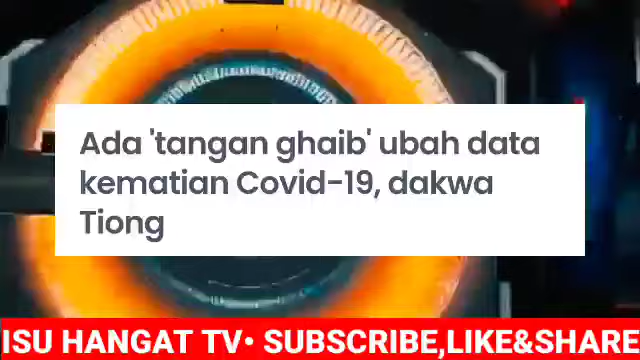 Ada 'tangan ghaib' ubah data
kematian Covid-19, dakwa
Tiong
ISU HANGAT TV• SUBSCRIBE,LIKE&SHARE